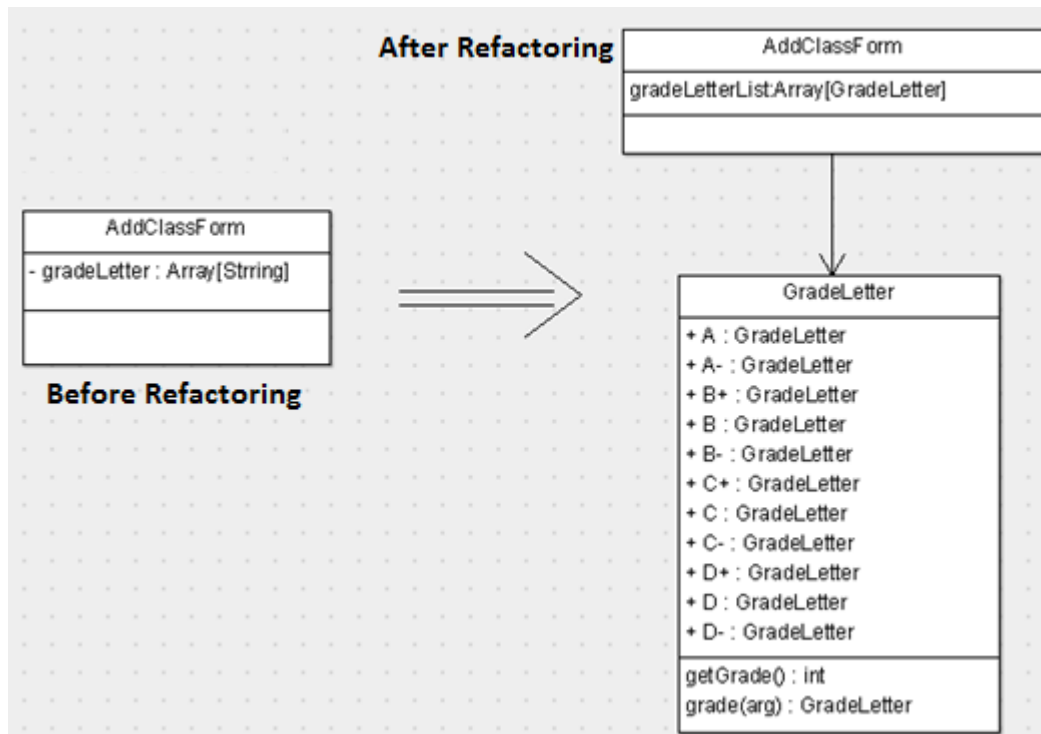 After Refactoring
AddClassForm
gradeLetterList:Array[GradeLetter]
AddClassForm
- gradeLetter : Array[Strring]
Before Refactoring
GradeLetter
+ A : GradeLetter
+ A- : GradeLetter
+ B+ : GradeLetter
+ B : GradeLetter
+ B- : GradeLetter
+ C+ : GradeLetter
+ C : GradeLetter
+ C- : GradeLetter
+ D+ : GradeLetter
+ D : GradeLetter
+ D- : GradeLetter
getGrade() : int
grade(arg) : GradeLetter